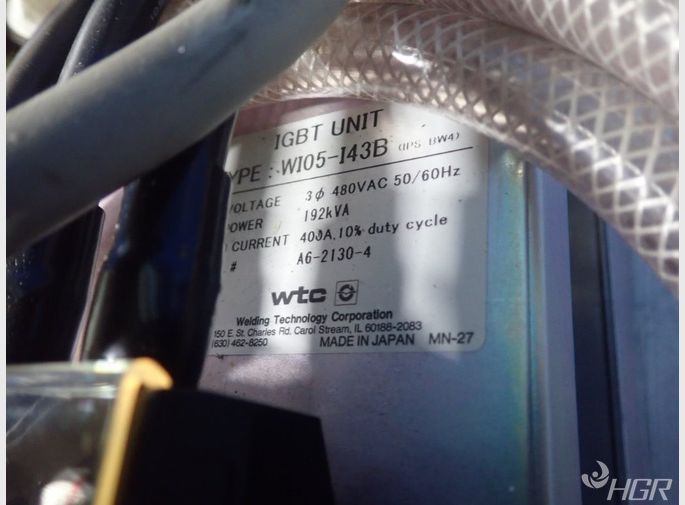 IGBT UNIT
YPE : WI05-I43B (IPS BW4)
VOLTAGE 3φ 480VAC 50/60Hz
POWER 192kVA
CURRENT 400A, 10% duty cycle
# A6-2130-4
wtc
Welding Technology Corporation
150 E. St. Charles Rd. Carol Stream, IL 60188-2083
(630) 462-8250 MADE IN JAPAN MN-27
HGR